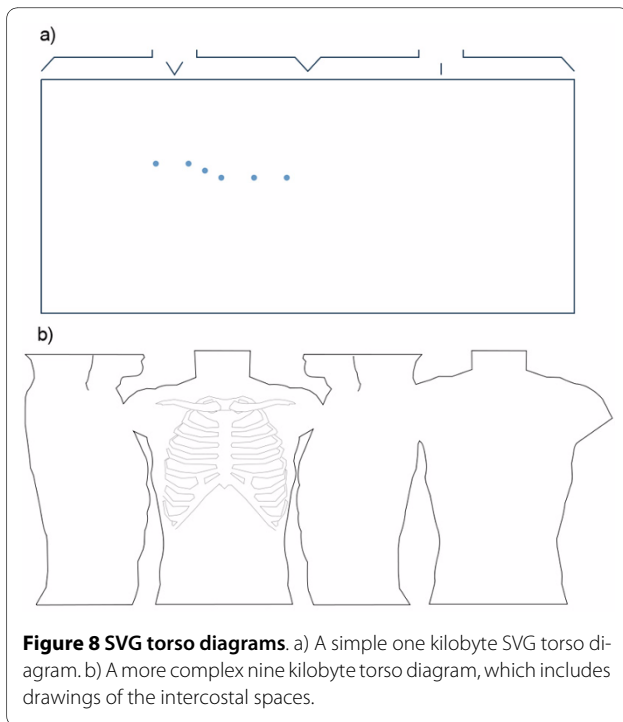 a)
b)
Figure 8 SVG torso diagrams. a) A simple one kilobyte SVG torso di-
agram. b) A more complex nine kilobyte torso diagram, which includes
drawings of the intercostal spaces.